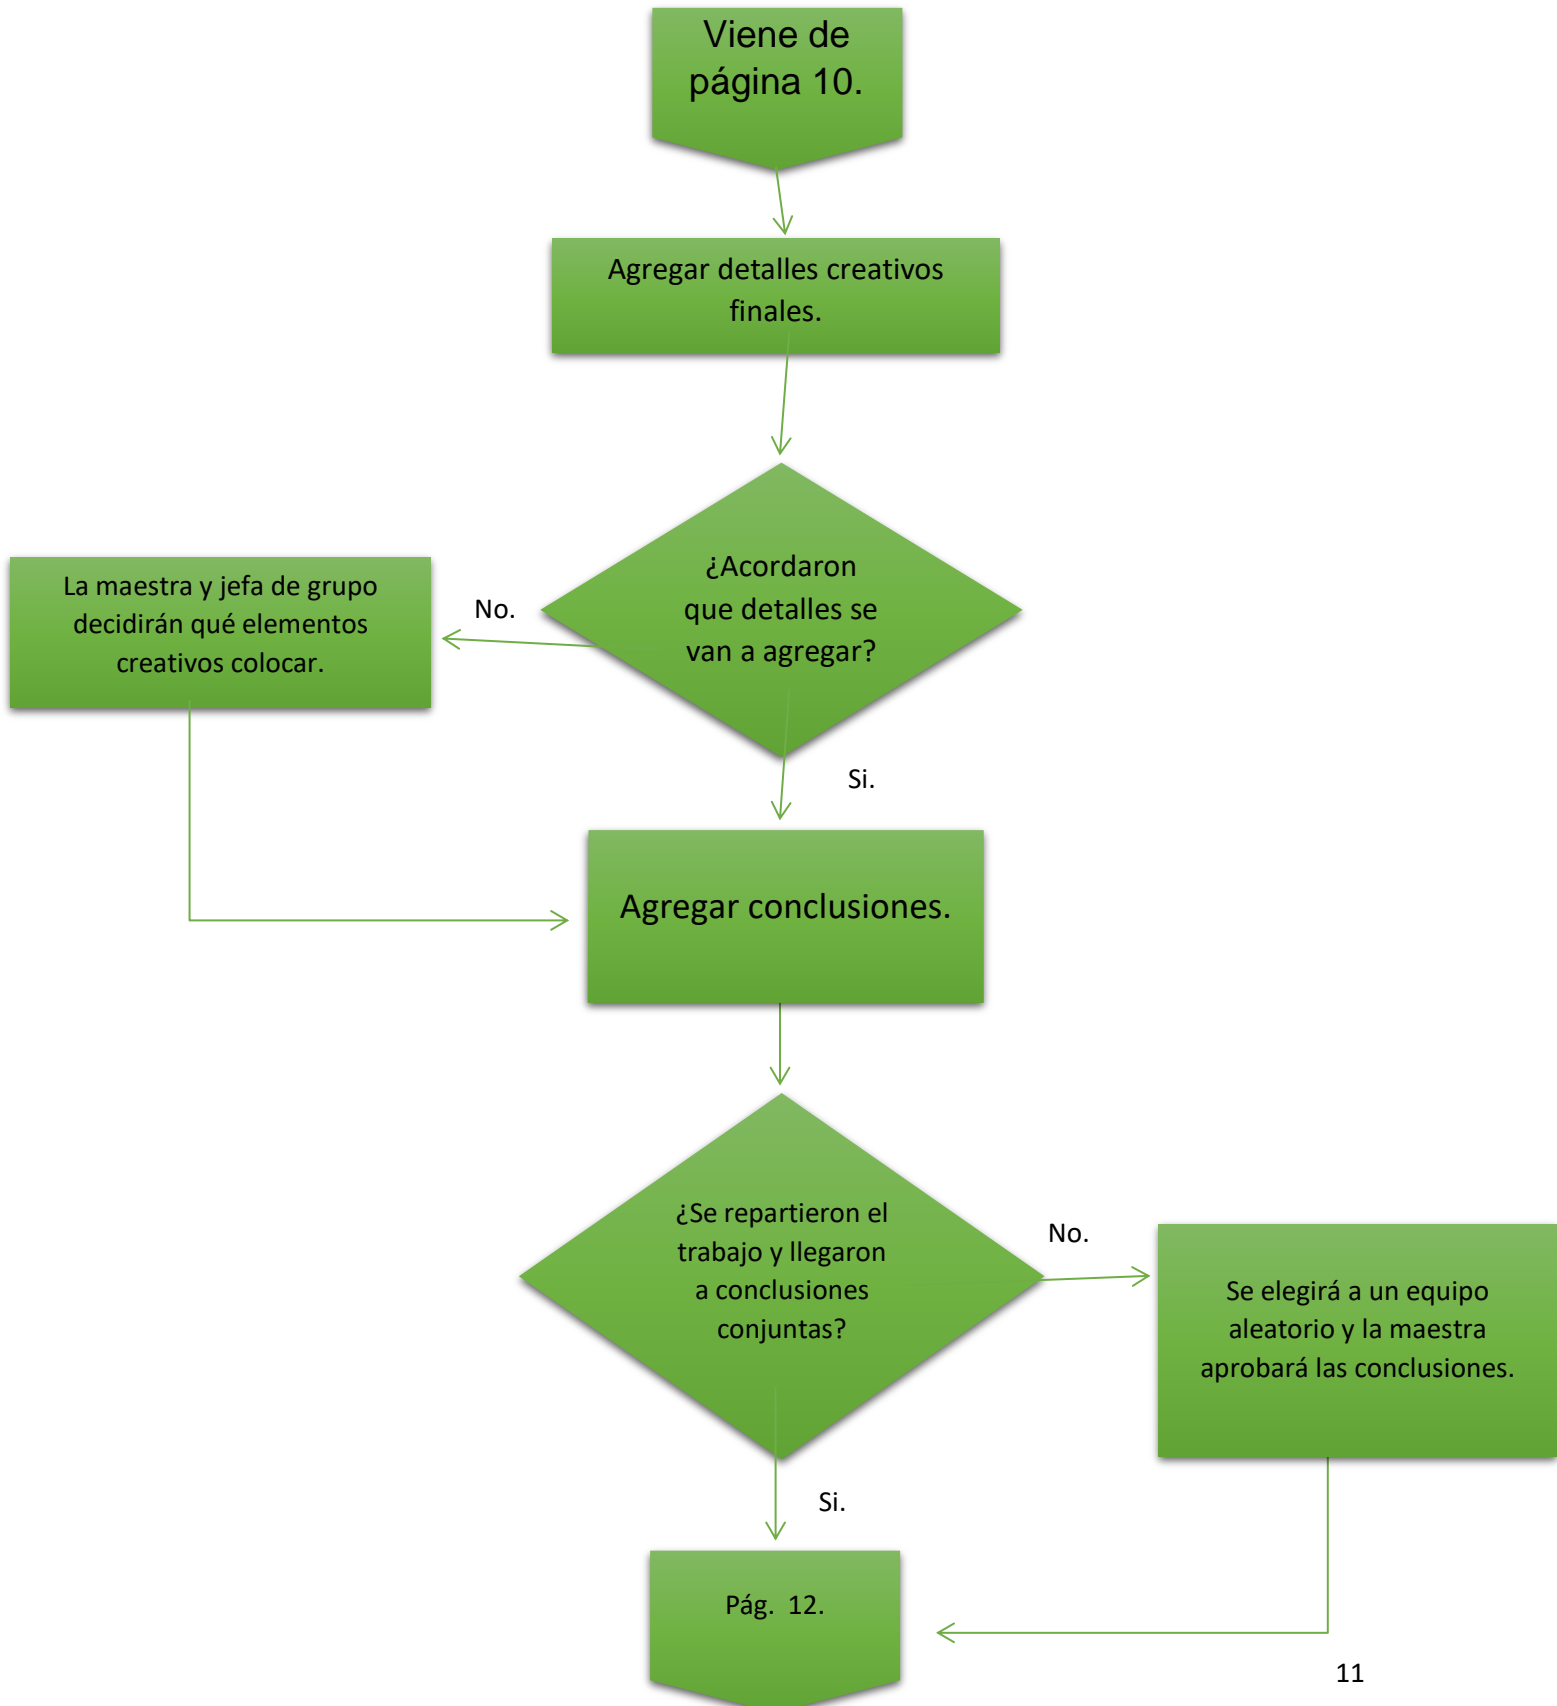 Viene de
página 10.
Agregar detalles creativos
finales.
¿Acordaron
que detalles se
van a agregar?
No.
La maestra y jefa de grupo
decidirán qué elementos
creativos colocar.
Si.
Agregar conclusiones.
¿Se repartieron el
trabajo y llegaron
a conclusiones
conjuntas?
No.
Se elegirá a un equipo
aleatorio y la maestra
aprobará las conclusiones.
Si.
Pág.  12.
11